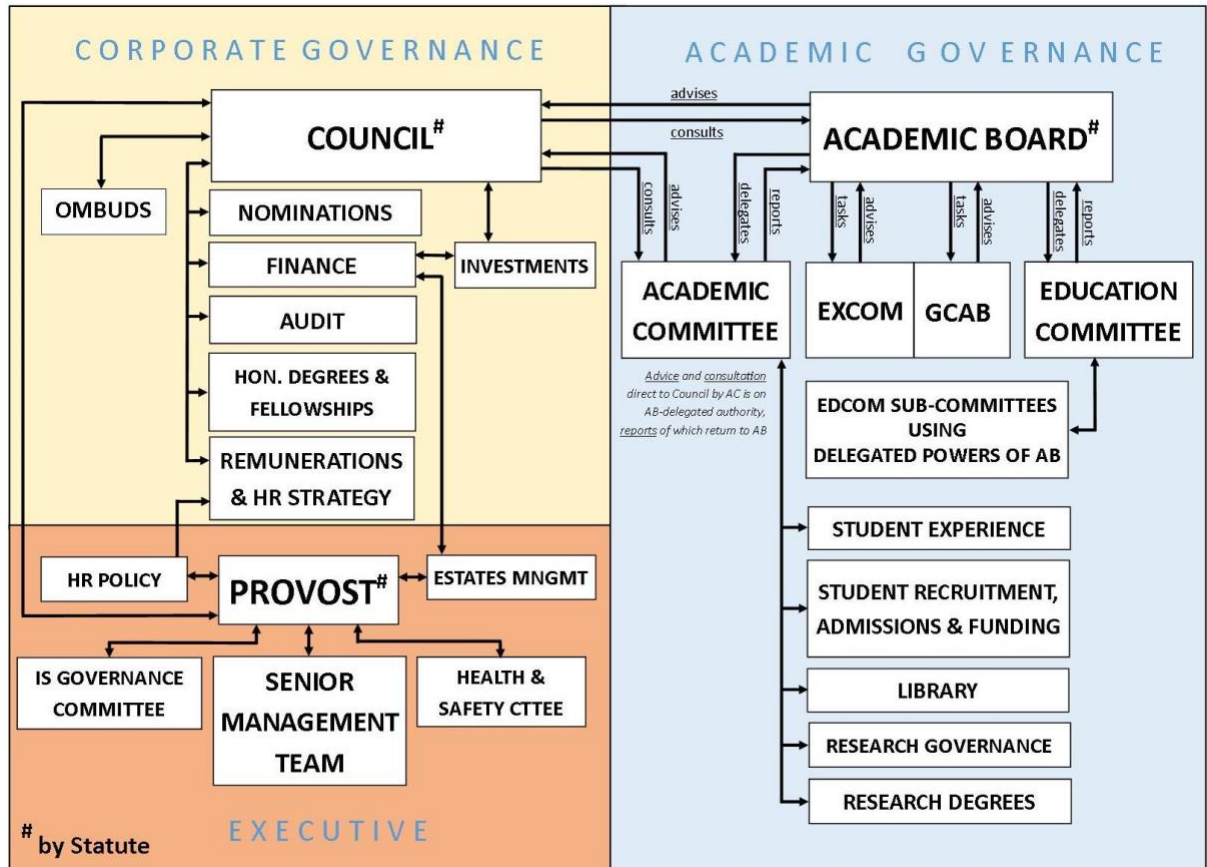 CORPORATE GOVERNANCE
ACADEMIC GOVERNANCE
COUNCIL#
advises
consults
ACADEMIC BOARD#
OMBUDS
NOMINATIONS
FINANCE
INVESTMENTS
AUDIT
HON. DEGREES &
FELLOWSHIPS
REMUNERATIONS
& HR STRATEGY
consults
advises
delegates
reports
tasks
advises
tasks
advises
delegates
reports
ACADEMIC
COMMITTEE
EXCOM
GCAB
EDUCATION
COMMITTEE
Advice and consultation
direct to Council by AC is on
AB-delegated authority,
reports of which return to AB
EDCOM SUB-COMMITTEES
USING
DELEGATED POWERS OF AB
STUDENT EXPERIENCE
STUDENT RECRUITMENT,
ADMISSIONS & FUNDING
LIBRARY
RESEARCH GOVERNANCE
RESEARCH DEGREES
HR POLICY
PROVOST#
ESTATES MNGMT
IS GOVERNANCE
COMMITTEE
SENIOR
MANAGEMENT
TEAM
HEALTH &
SAFETY CTTEE
# by Statute
EXECUTIVE